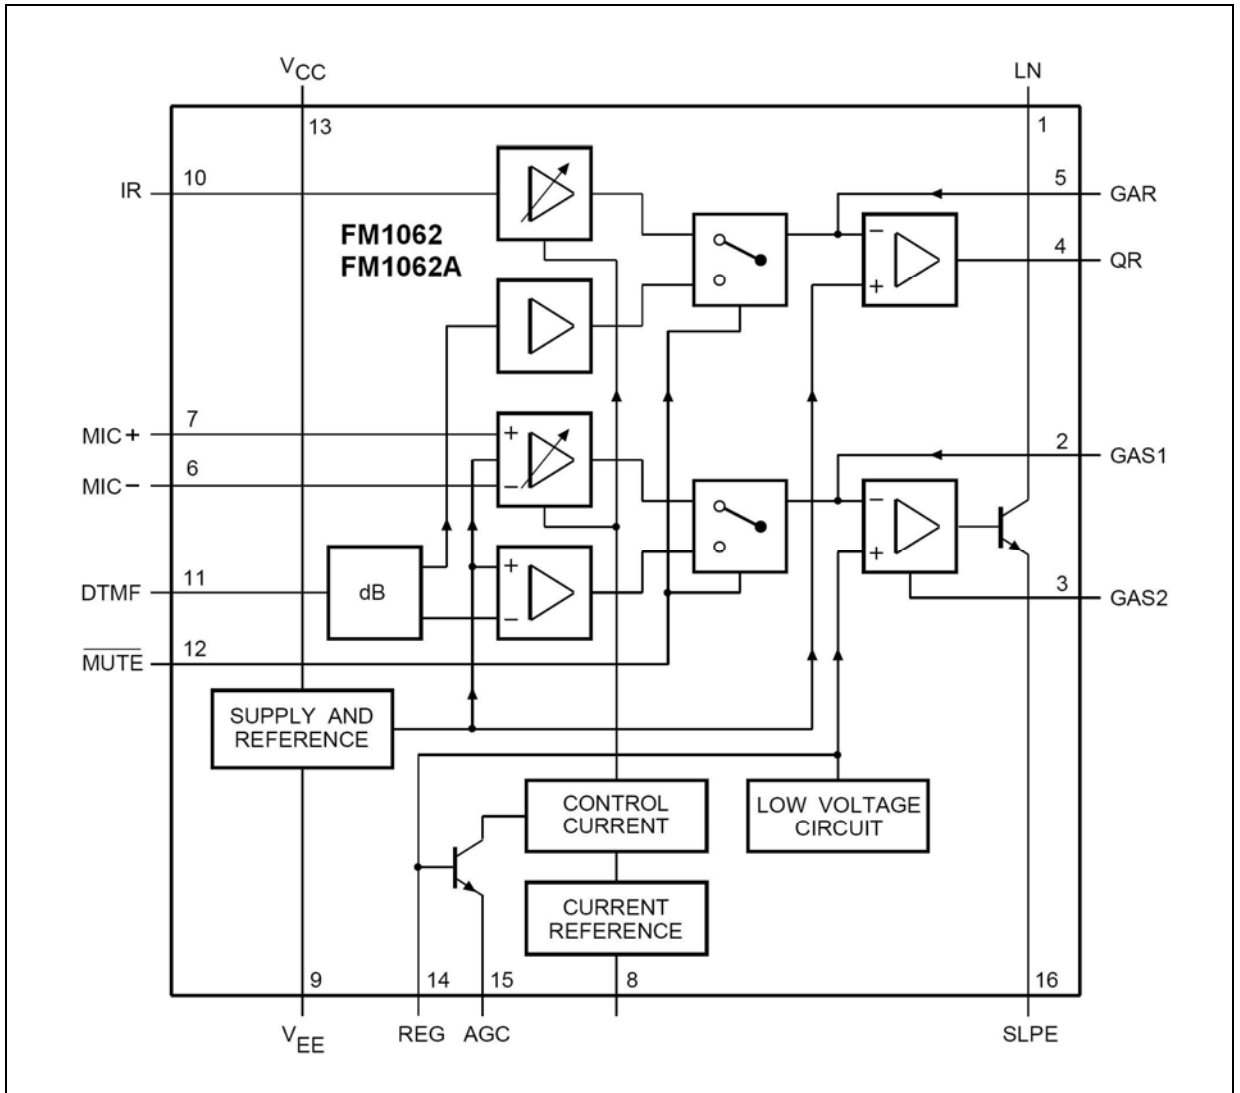 VCC
LN
13
1
IR
10
5
GAR
FM1062
FM1062A
4
QR
+
−
−
+
7
MIC+
6
MIC−
+
−
2
GAS1
−
+
DTMF
11
dB
+
−
3
GAS2
MUTE
12
SUPPLY AND
REFERENCE
CONTROL
CURRENT
LOW VOLTAGE
CIRCUIT
CURRENT
REFERENCE
9
14
15
8
16
VEE
REG
AGC
SLPE